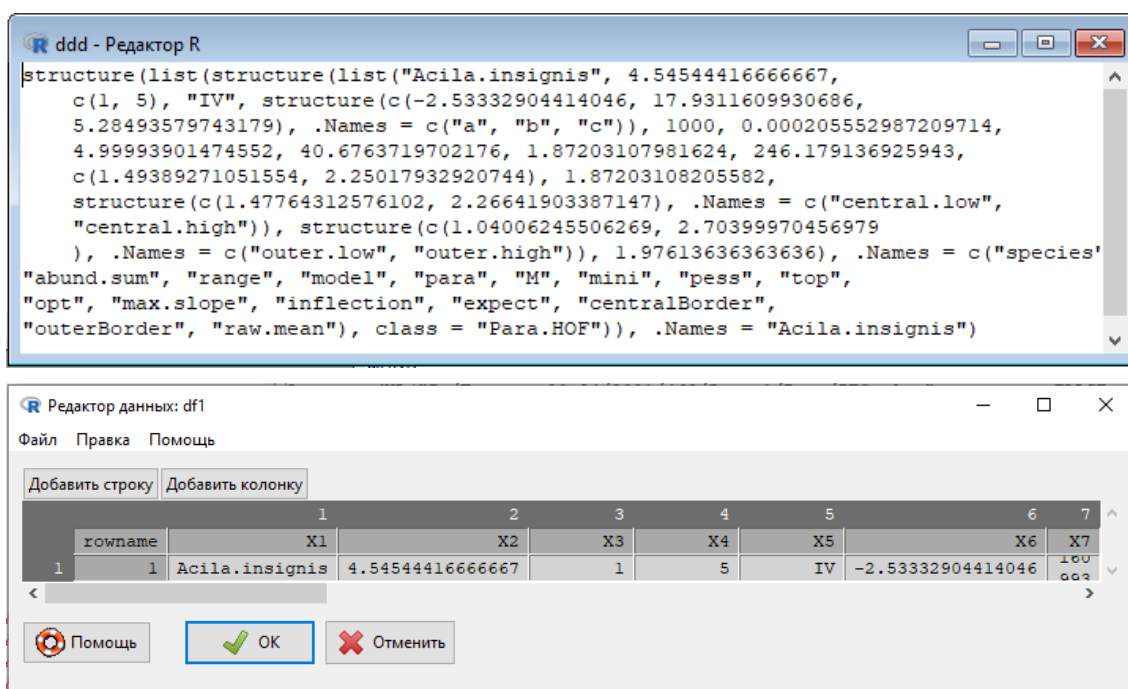 ddd - Редактор R
structure(list(structure(list("Acila.insignis", 4.54544416666667,
c(1, 5), "IV", structure(c(-2.53332904414046, 17.9311609930686,
5.28493579743179), .Names = c("a", "b", "c")), 1000, 0.000205552987209714,
4.99993901474552, 40.6763719702176, 1.87203107981624, 246.179136925943,
c(1.49389271051554, 2.25017932920744), 1.87203108205582,
structure(c(1.47764312576102, 2.26641903387147), .Names = c("central.low",
"central.high")), structure(c(1.04006245506269, 2.70399970456979
), .Names = c("outer.low", "outer.high")), 1.97613636363636), .Names = c("species"
"abund.sum", "range", "model", "para", "M", "mini", "pess", "top",
"opt", "max.slope", "inflection", "expect", "centralBorder",
"outerBorder", "raw.mean"), class = "Para.HOF")), .Names = "Acila.insignis")
Редактор данных: df1
Файл Правка Помощь
Добавить строку Добавить колонку
1 2 3 4 5 6 7
rowname X1 X2 X3 X4 X5 X6 X7
1 1 Acila.insignis 4.54544416666667 1 5 IV -2.53332904414046
Помощь OK Отменить